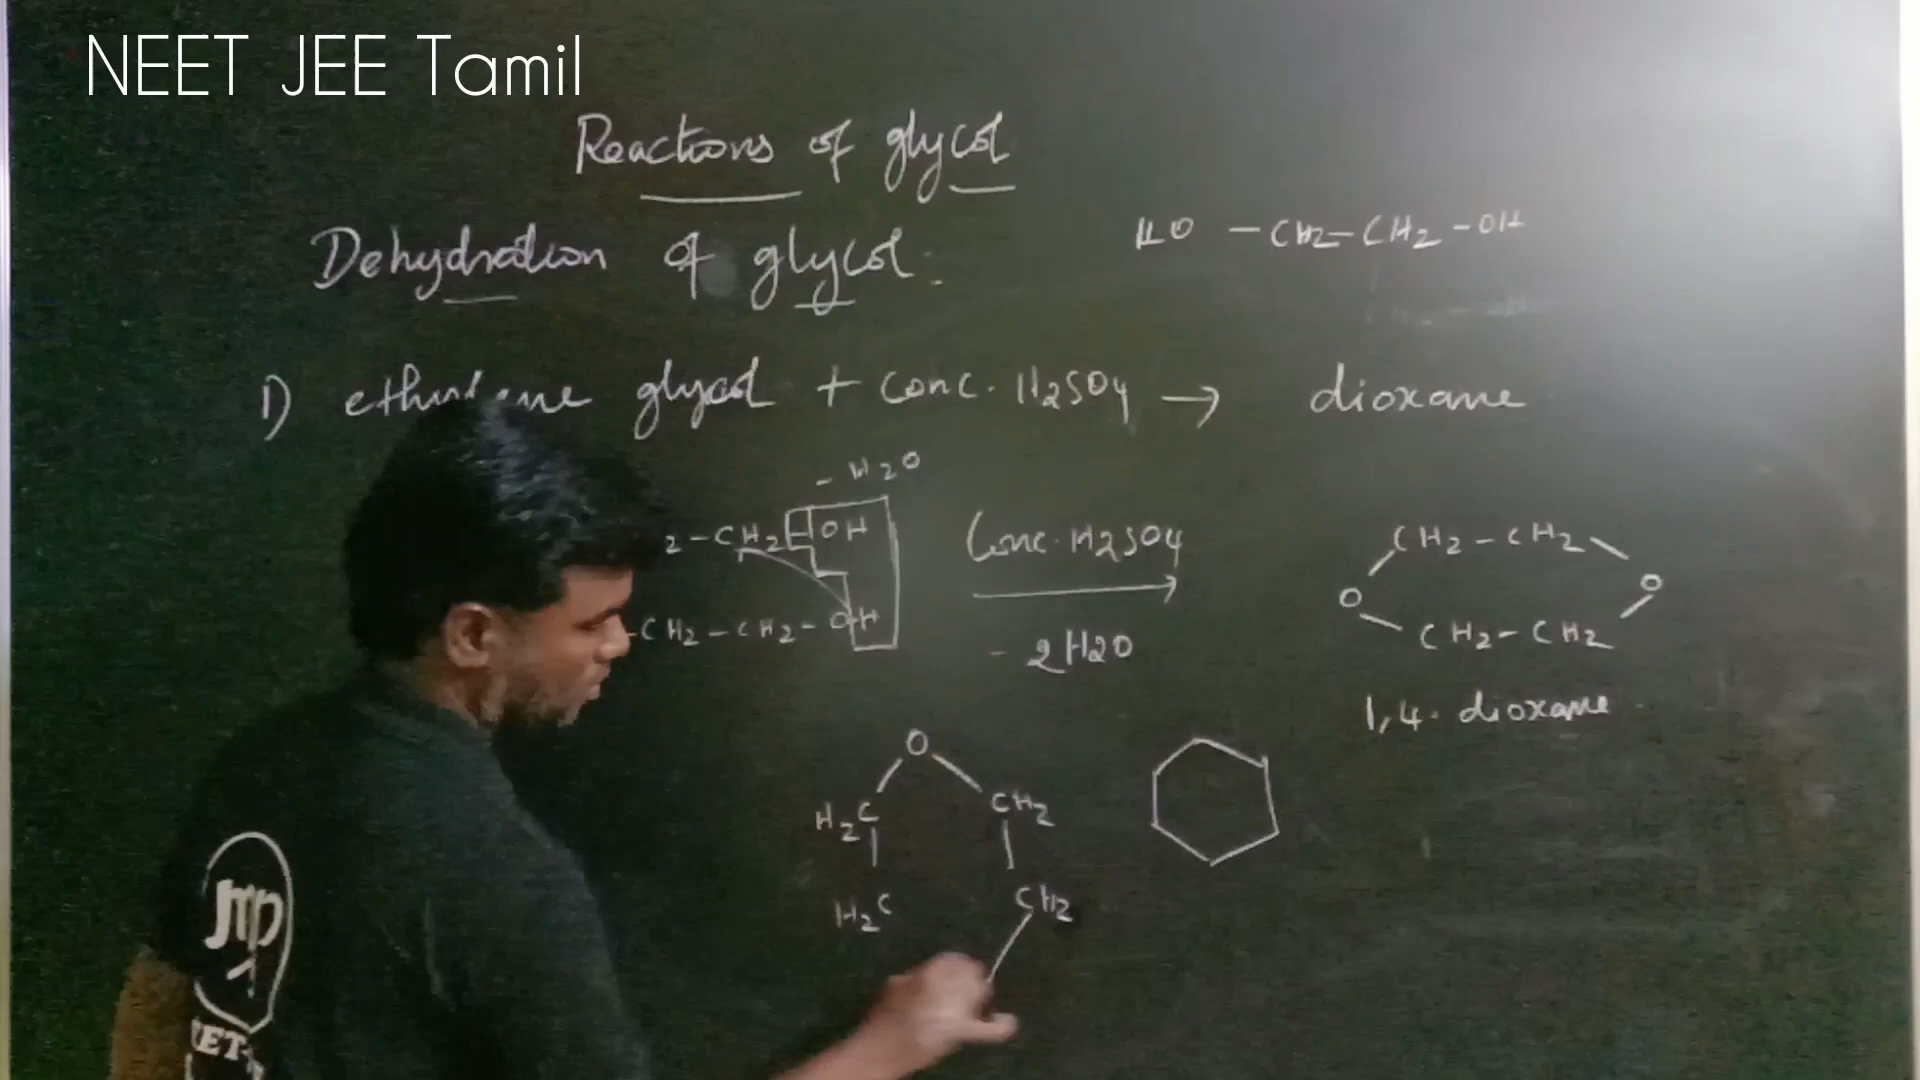 NEET JEE Tamil
Reactions of glycol
Dehydration of glycol:
HO - CH2 - CH2 - OH
1) glycol + conc. H2SO4 → dioxane
- H2O
2 - CH2 - OH
- CH2 - CH2 - OH
Conc. H2SO4
- 2H2O
CH2 - CH2
O O
CH2 - CH2
1,4. dioxane
O
H2C CH2
H2C CH2